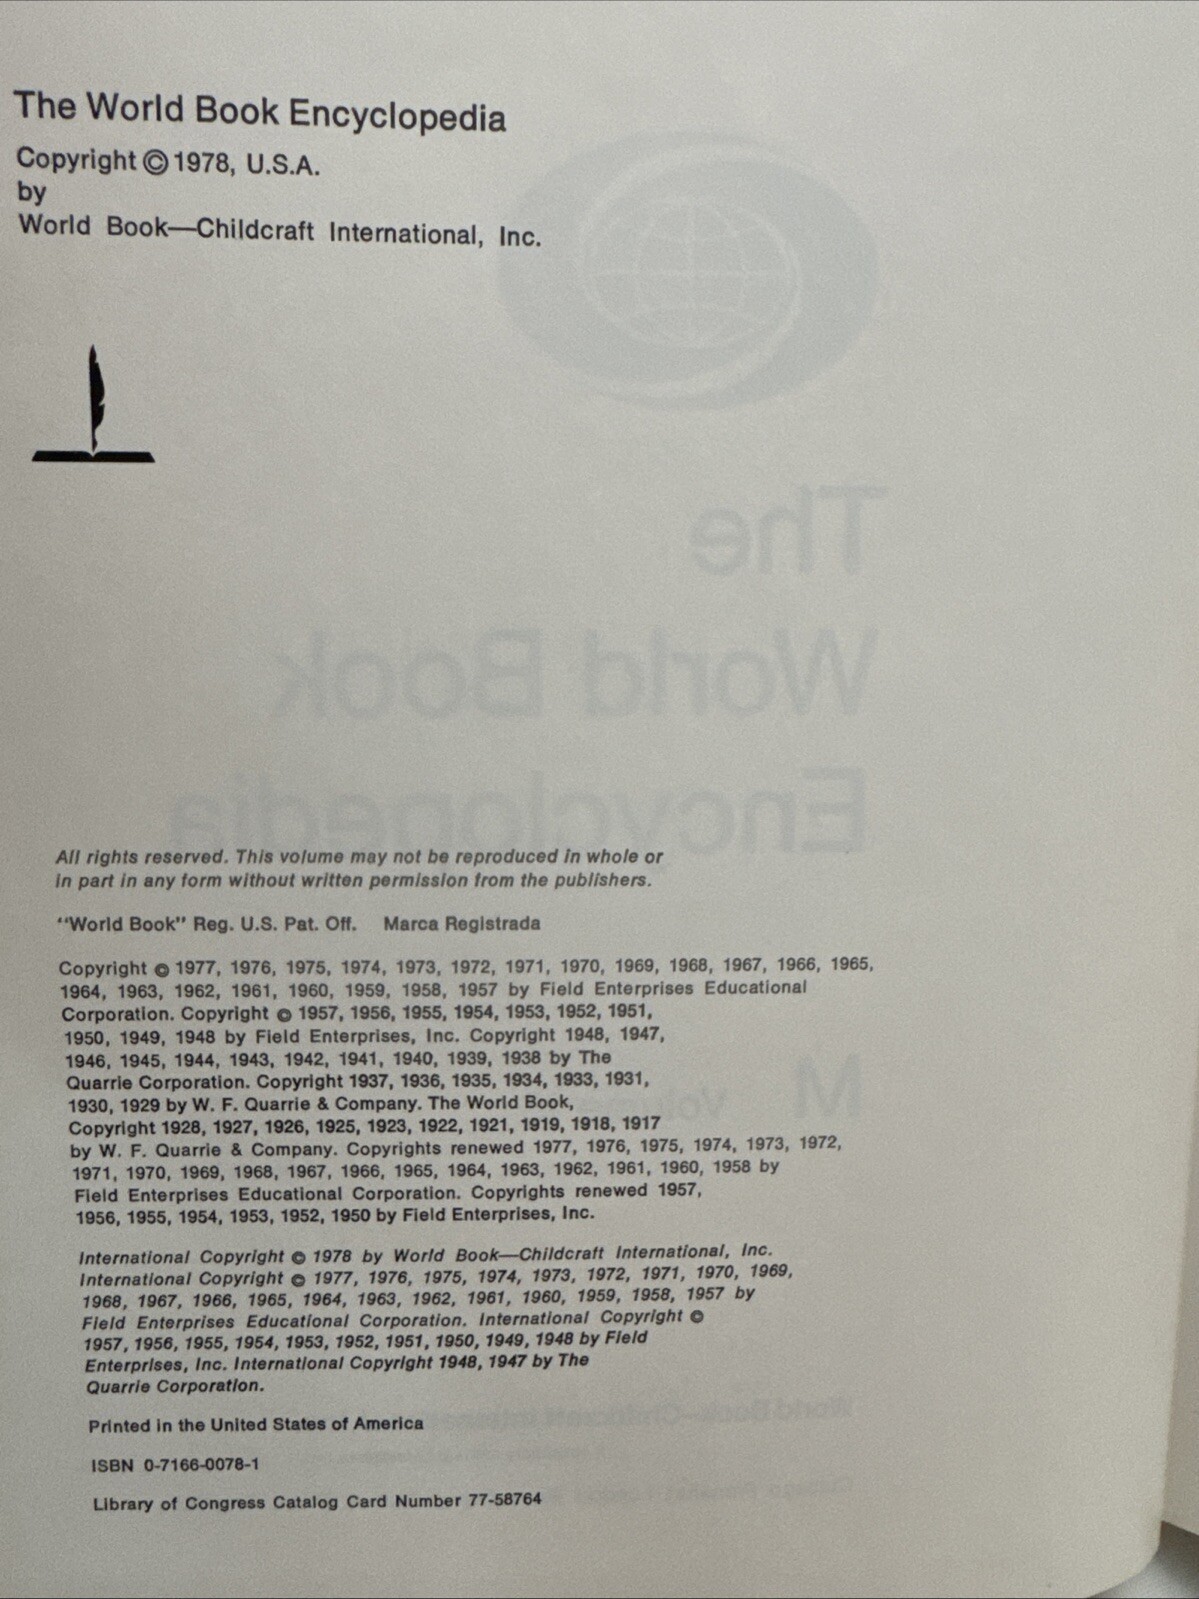 The World Book Encyclopedia
Copyright © 1978, U.S.A.
by
World Book—Childcraft International, Inc.
The
World Book
Encyclopedia
All rights reserved. This volume may not be reproduced in whole or
in part in any form without written permission from the publishers.
"World Book" Reg. U.S. Pat. Off. Marca Registrada
Copyright © 1977, 1976, 1975, 1974, 1973, 1972, 1971, 1970, 1969, 1968, 1967, 1966, 1965,
1964, 1963, 1962, 1961, 1960, 1959, 1958, 1957 by Field Enterprises Educational
Corporation. Copyright © 1957, 1956, 1955, 1954, 1953, 1952, 1951,
1950, 1949, 1948 by Field Enterprises, Inc. Copyright 1948, 1947,
1946, 1945, 1944, 1943, 1942, 1941, 1940, 1939, 1938 by The
Quarrie Corporation. Copyright 1937, 1936, 1935, 1934, 1933, 1931,
1930, 1929 by W. F. Quarrie & Company. The World Book,
Copyright 1928, 1927, 1926, 1925, 1923, 1922, 1921, 1919, 1918, 1917
by W. F. Quarrie & Company. Copyrights renewed 1977, 1976, 1975, 1974, 1973, 1972,
1971, 1970, 1969, 1968, 1967, 1966, 1965, 1964, 1963, 1962, 1961, 1960, 1958 by
Field Enterprises Educational Corporation. Copyrights renewed 1957,
1956, 1955, 1954, 1953, 1952, 1950 by Field Enterprises, Inc.
M
International Copyright © 1978 by World Book—Childcraft International, Inc.
International Copyright © 1977, 1976, 1975, 1974, 1973, 1972, 1971, 1970, 1969,
1968, 1967, 1966, 1965, 1964, 1963, 1962, 1961, 1960, 1959, 1958, 1957 by
Field Enterprises Educational Corporation. International Copyright ©
1957, 1956, 1955, 1954, 1953, 1952, 1951, 1950, 1949, 1948 by Field
Enterprises, Inc. International Copyright 1948, 1947 by The
Quarrie Corporation.
Printed in the United States of America
ISBN 0-7166-0078-1
Library of Congress Catalog Card Number 77-58764